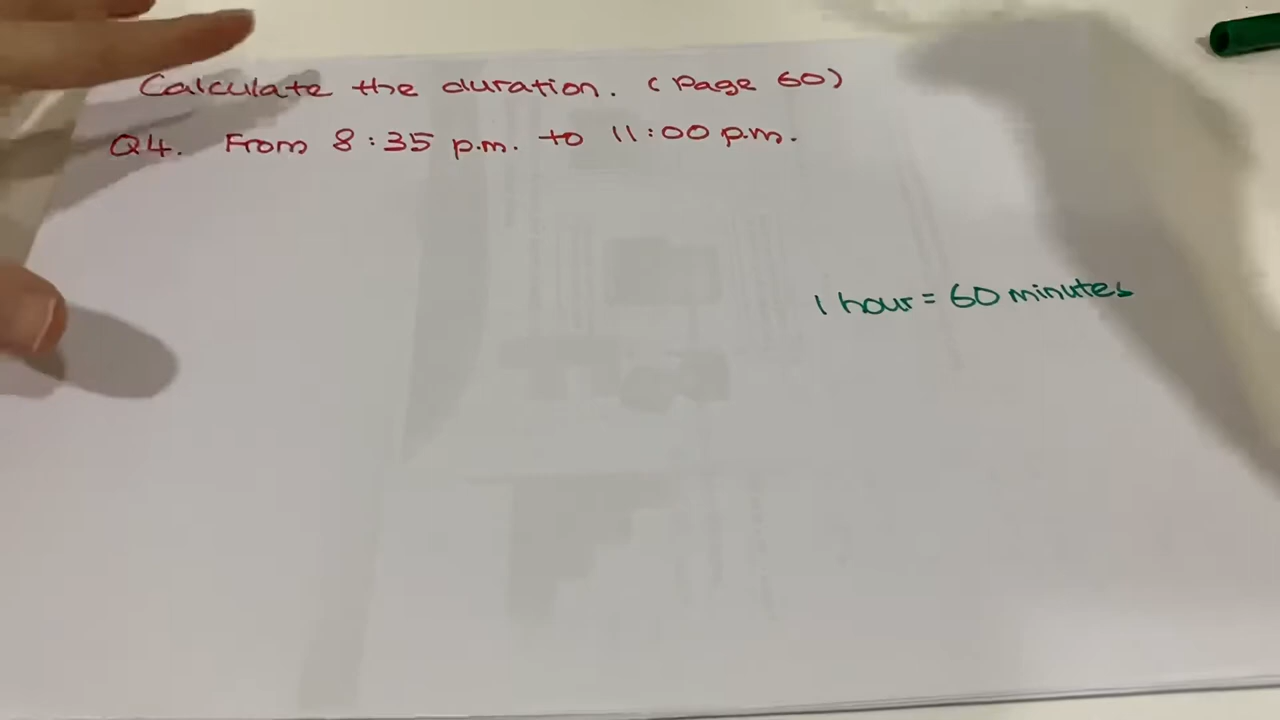 Calculate the duration. (Page 60)
Q4. From 8:35 p.m. to 11:00 p.m.
1 hour = 60 minutes